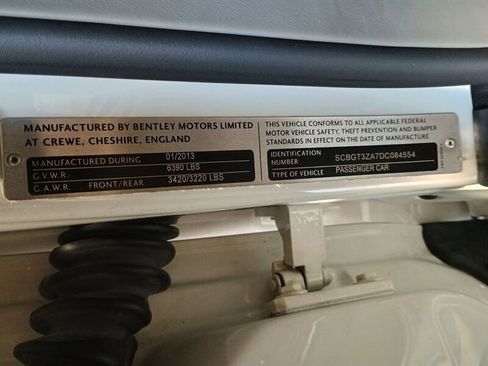 MANUFACTURED BY BENTLEY MOTORS LIMITED
AT CREWE, CHESHIRE, ENGLAND
MANUFACTURED DURING 01/2013
G.V.W.R. 6390 LBS
G.A.W.R. FRONT/REAR 3420/3220 LBS
THIS VEHICLE CONFORMS TO ALL APPLICABLE FEDERAL
MOTOR VEHICLE SAFETY, THEFT PREVENTION AND BUMPER
STANDARDS IN EFFECT ON THE DATE OF MANUFACTURE.
IDENTIFICATION
NUMBER SCBGT3ZA7DC084554
TYPE OF VEHICLE PASSENGER CAR